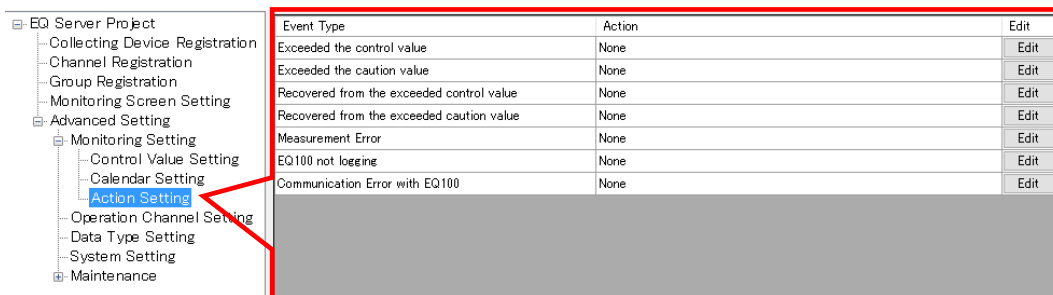 EQ Server Project
Collecting Device Registration
Channel Registration
Group Registration
Monitoring Screen Setting
Advanced Setting
Monitoring Setting
Control Value Setting
Calendar Setting
Action Setting
Operation Channel Setting
Data Type Setting
System Setting
Maintenance
Event Type Action Edit
Exceeded the control value None Edit
Exceeded the caution value None Edit
Recovered from the exceeded control value None Edit
Recovered from the exceeded caution value None Edit
Measurement Error None Edit
EQ100 not logging None Edit
Communication Error with EQ100 None Edit